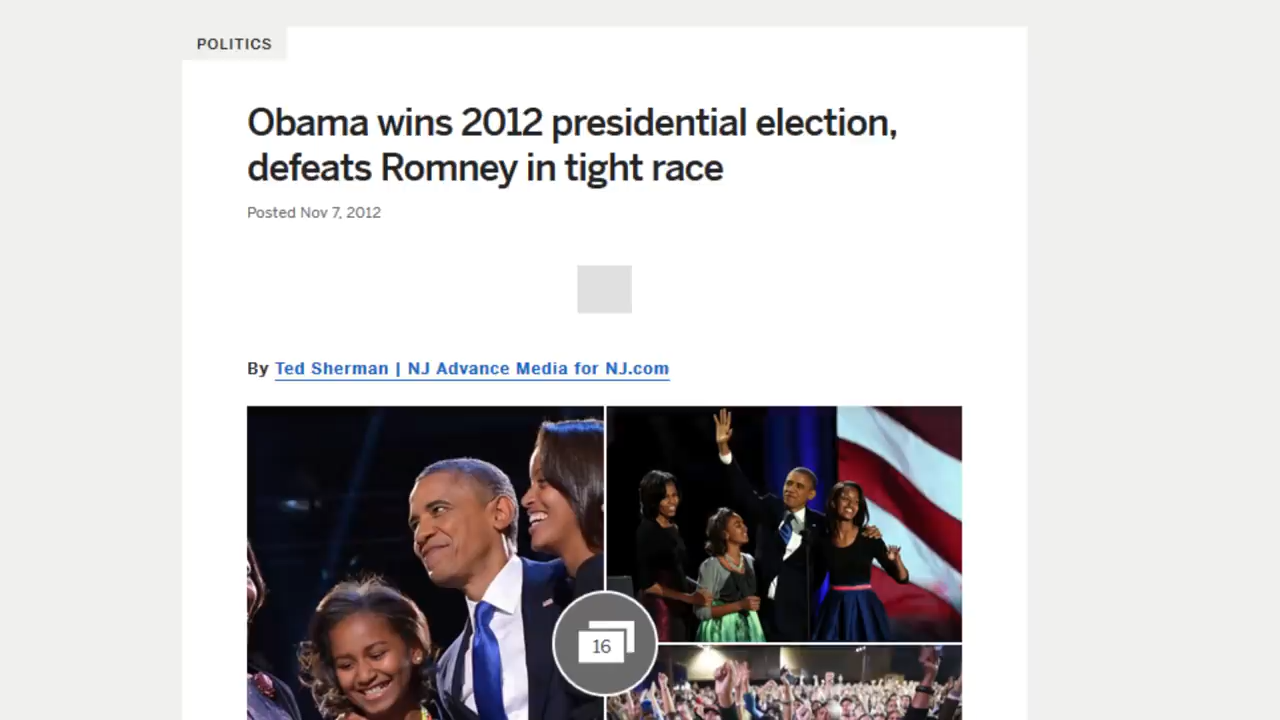 POLITICS
Obama wins 2012 presidential election,
defeats Romney in tight race
Posted Nov 7, 2012
By Ted Sherman | NJ Advance Media for NJ.com
16